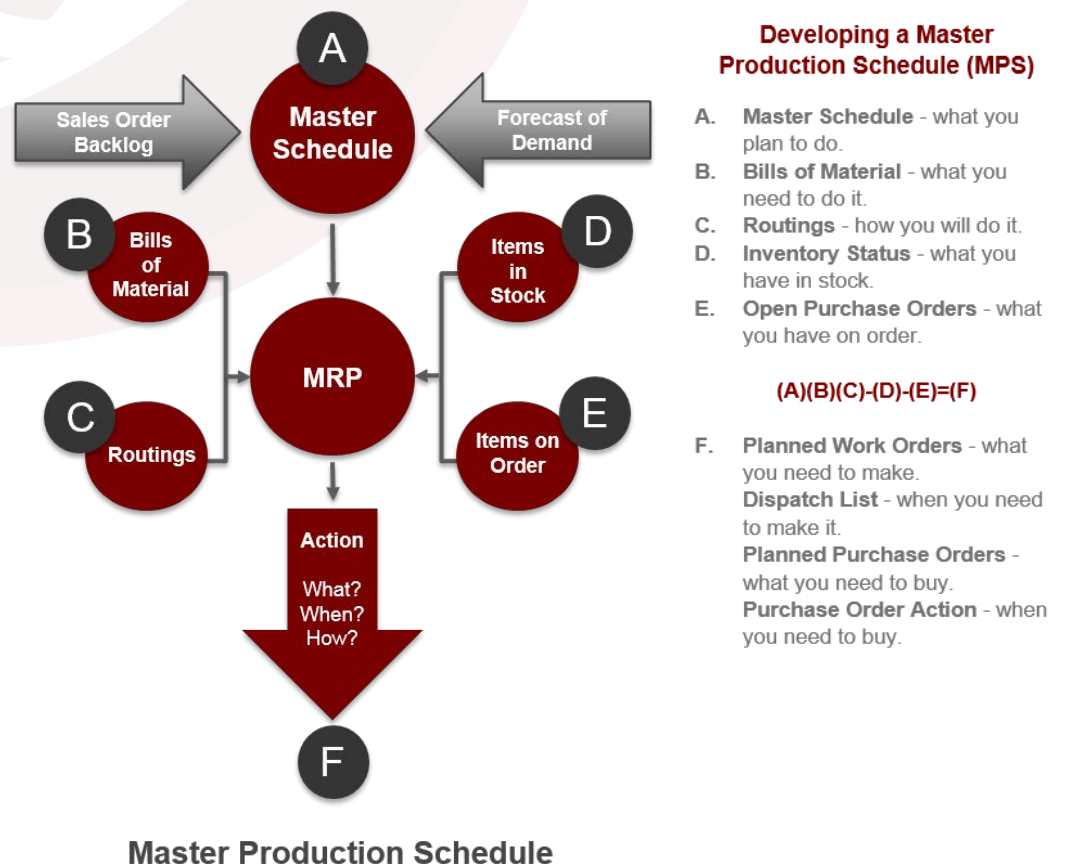 A
Master
Schedule
Sales Order
Backlog
Forecast of
Demand
B
Bills
of
Material
D
Items
in
Stock
MRP
C
Routings
E
Items on
Order
Action
What?
When?
How?
F
Master Production Schedule
Developing a Master
Production Schedule (MPS)
A. Master Schedule - what you
plan to do.
B. Bills of Material - what you
need to do it.
C. Routings - how you will do it.
D. Inventory Status - what you
have in stock.
E. Open Purchase Orders - what
you have on order.
(A)(B)(C)-(D)-(E)=(F)
F. Planned Work Orders - what
you need to make.
Dispatch List - when you need
to make it.
Planned Purchase Orders -
what you need to buy.
Purchase Order Action - when
you need to buy.